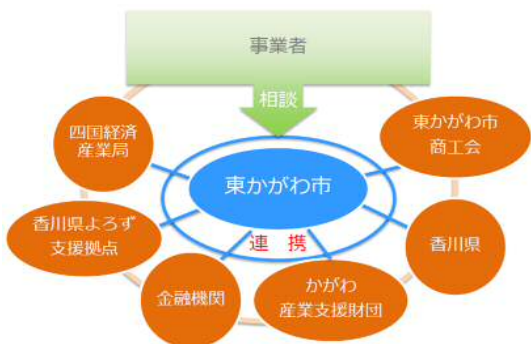 事業者
相談
四国経済
産業局
東かがわ市
商工会
東かがわ市
香川県よろず
支援拠点
連 携
香川県
金融機関
かがわ
産業支援財団